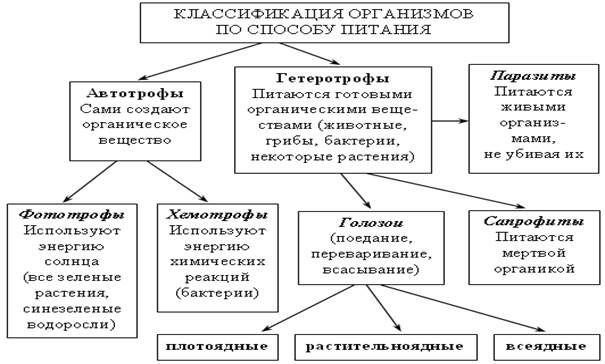 КЛАССИФИКАЦИЯ ОРГАНИЗМОВ
ПО СПОСОБУ ПИТАНИЯ
Автотрофы
Сами создают
органическое
вещество
Гетеротрофы
Питаются готовыми
органическими веще-
ствами (животные,
грибы, бактерии,
некоторые растения)
Паразиты
Питаются
живыми
организ-
мами,
не убивая их
Фототрофы
Используют
энергию
солнца
(все зеленые
растения,
синезеленые
водоросли)
Хемотрофы
Используют
энергию
химических
реакций
(бактерии)
Голозои
(поедание,
переваривание,
всасывание)
Сапрофиты
Питаются
мертвой
органикой
плотоядные
растительноядные
всеядные